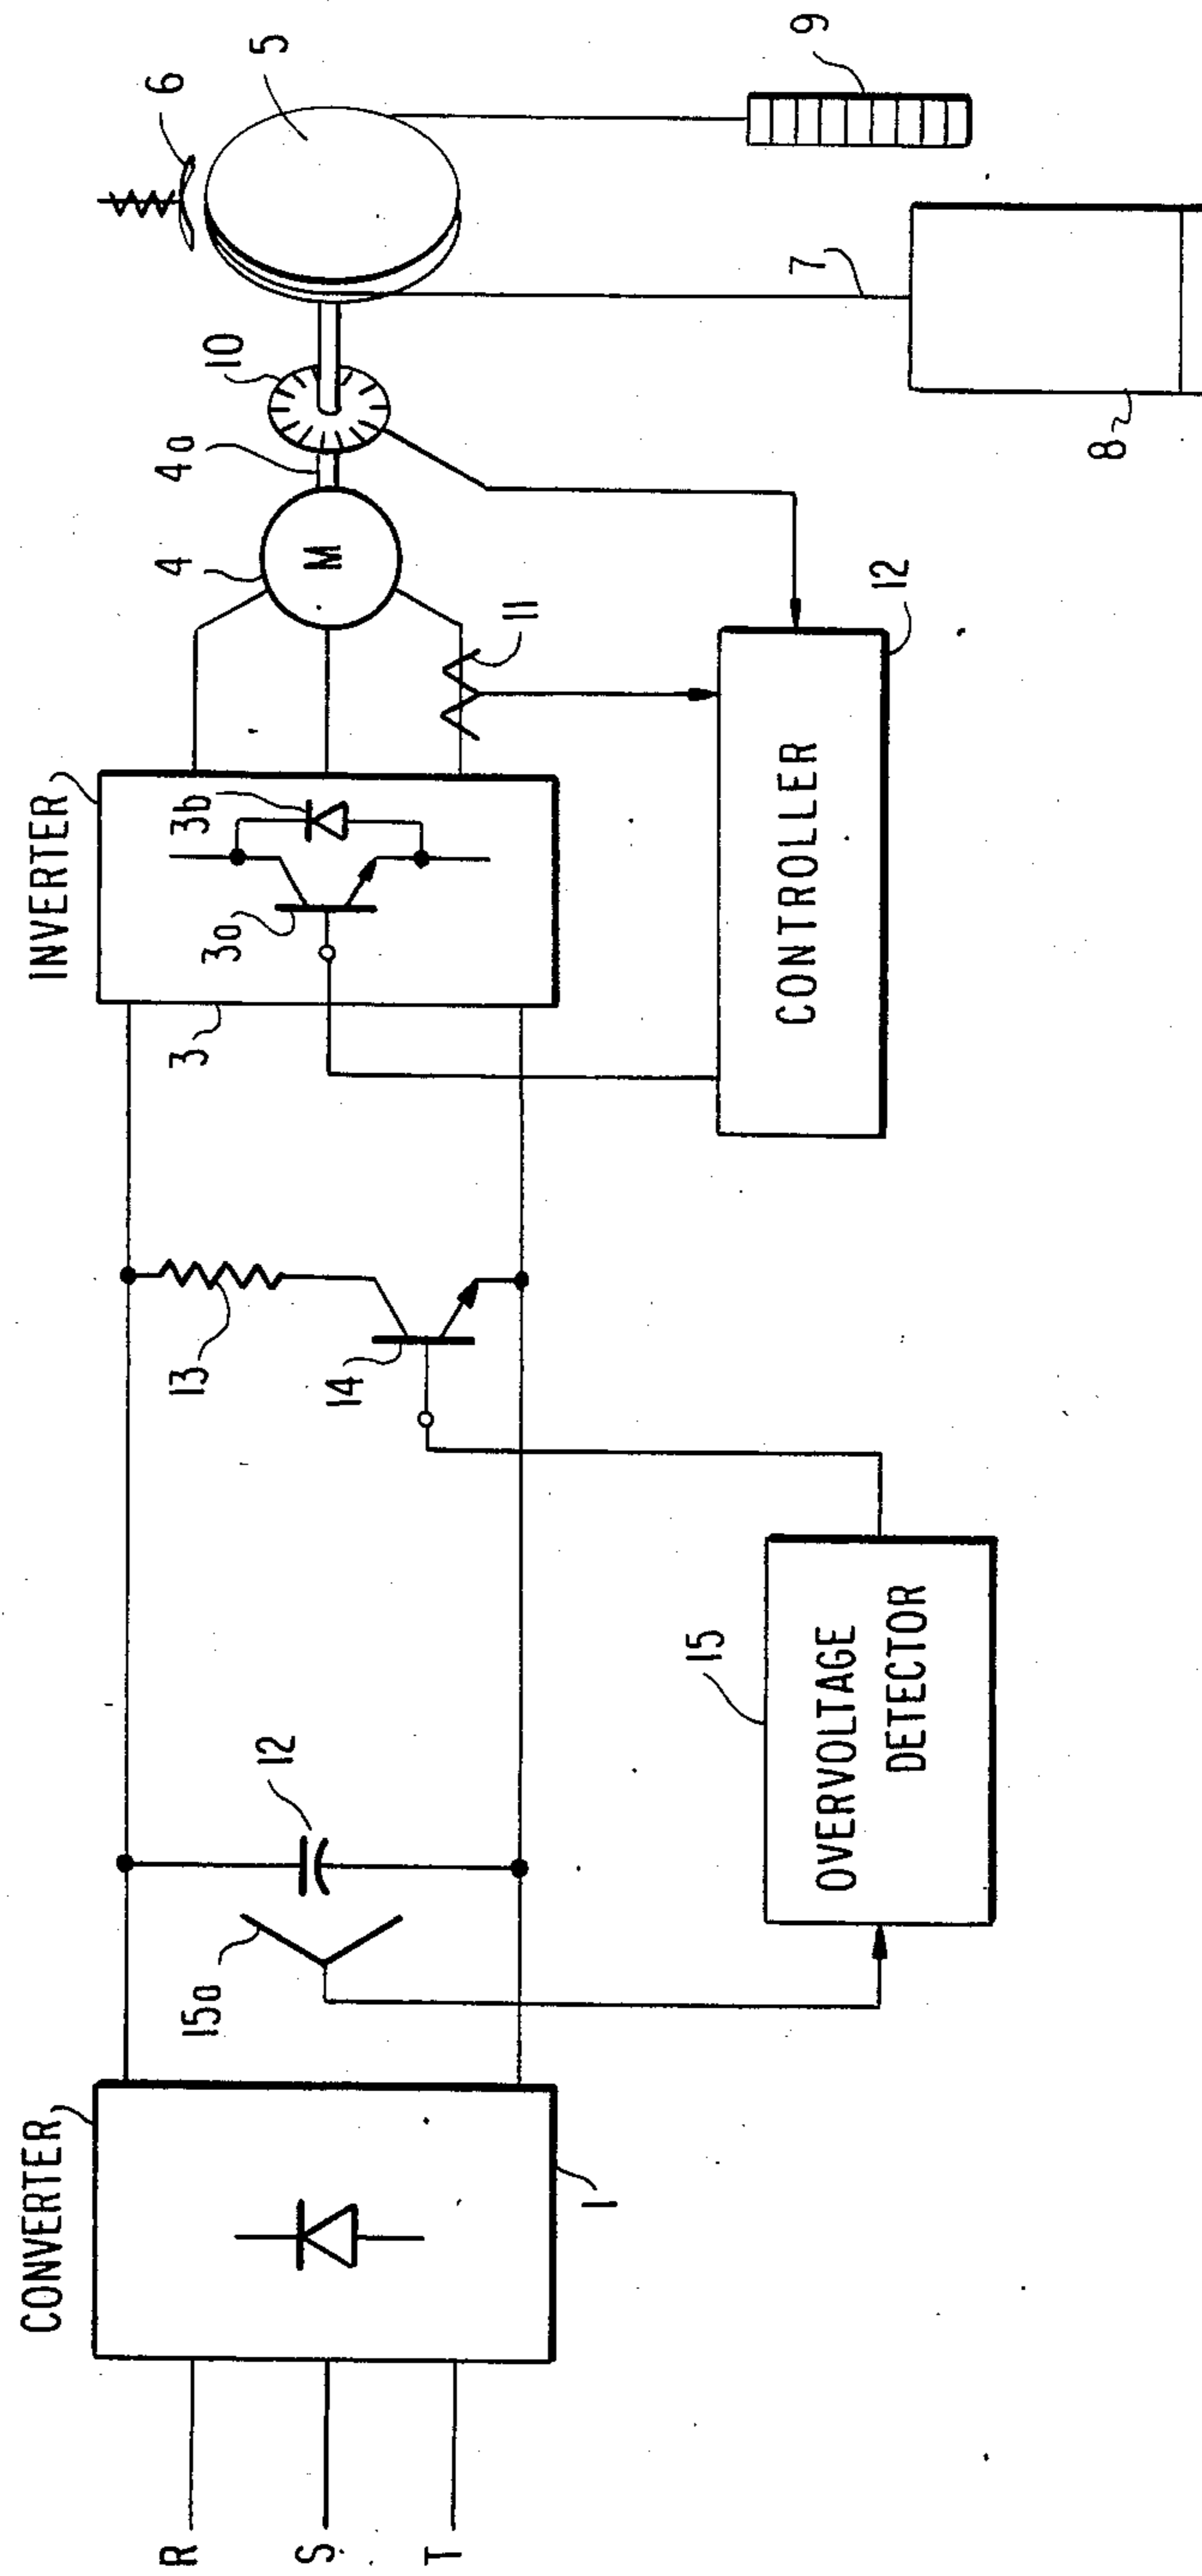 CONVERTER
R
S
T
1
15a
12
OVERVOLTAGE
DETECTOR
15
13
14
INVERTER
3
3a
3b
CONTROLLER
12
11
4
M
4a
10
6
5
7
8
9